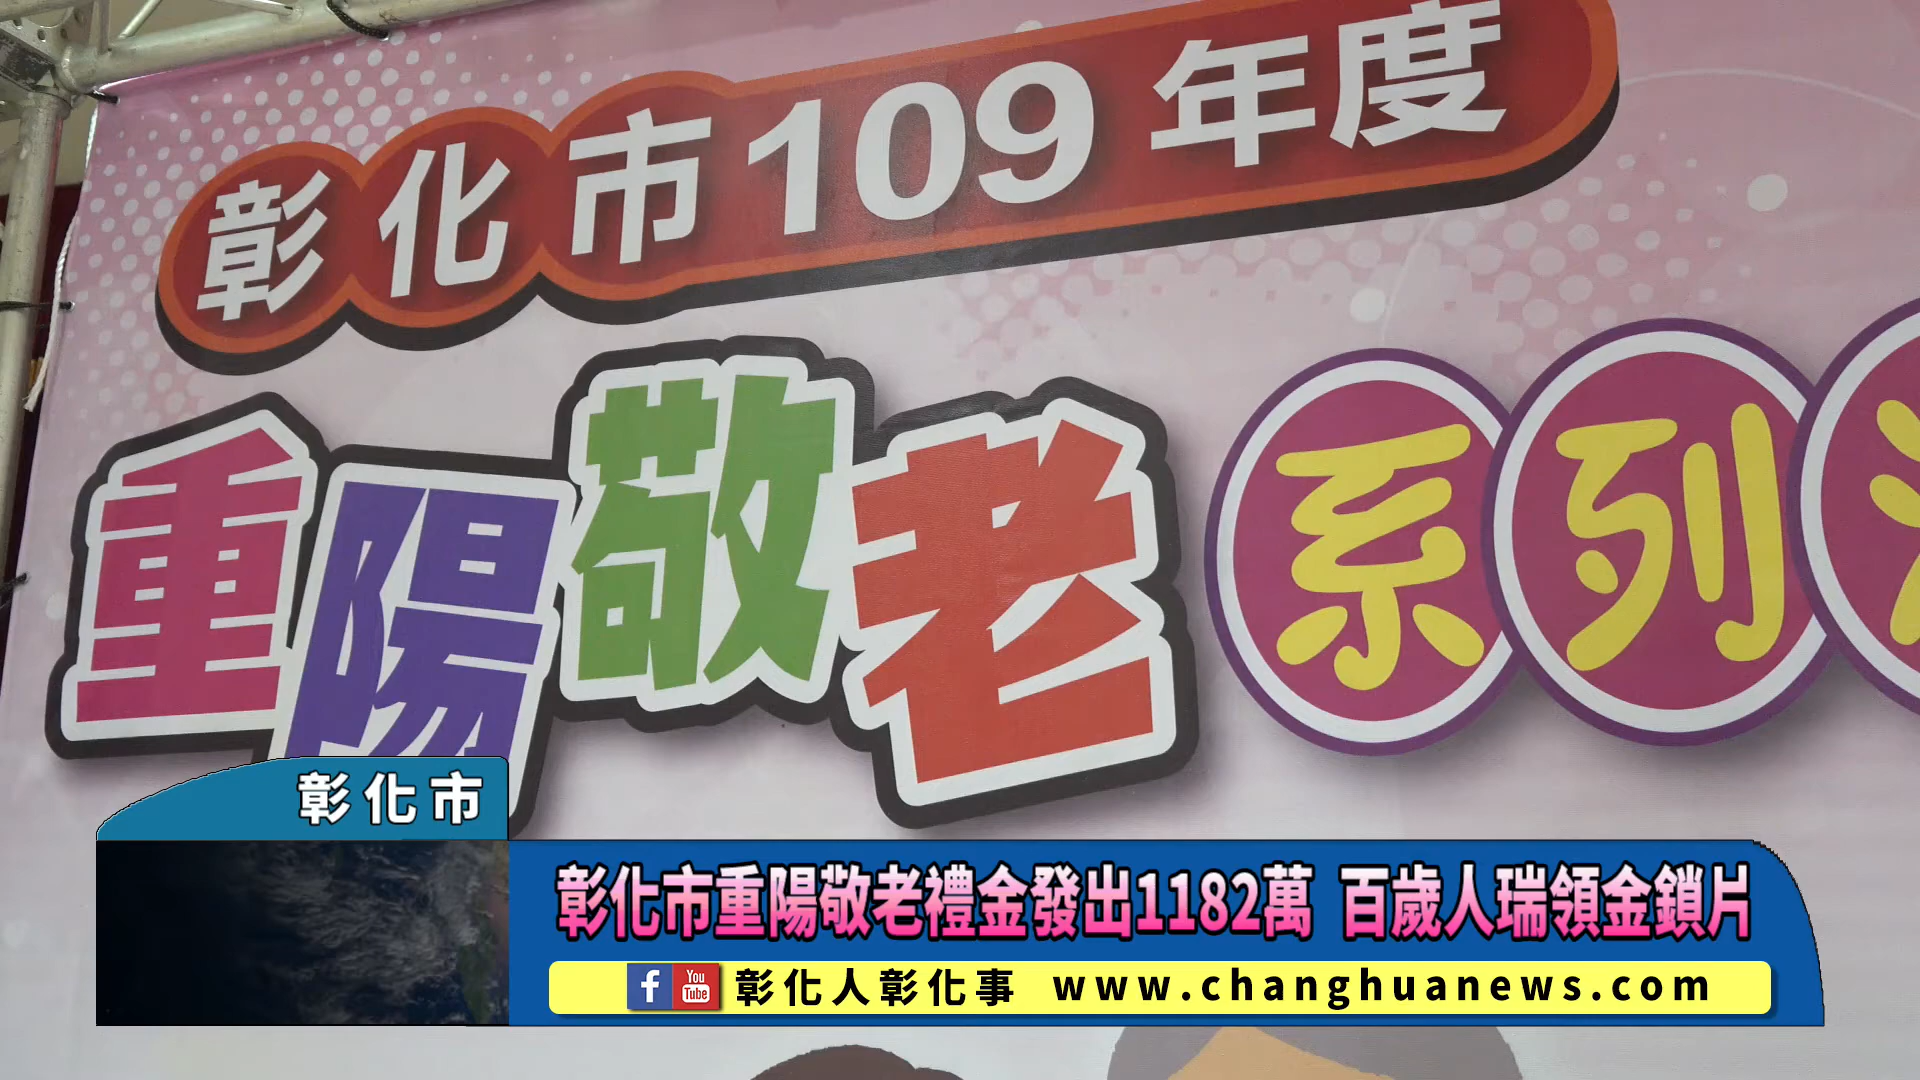 彰化市109年度
重陽敬老系列
彰化市
彰化市重陽敬老禮金發出1182萬 百歲人瑞領金鎖片
f You Tube 彰化人彰化事 www.changhuanews.com